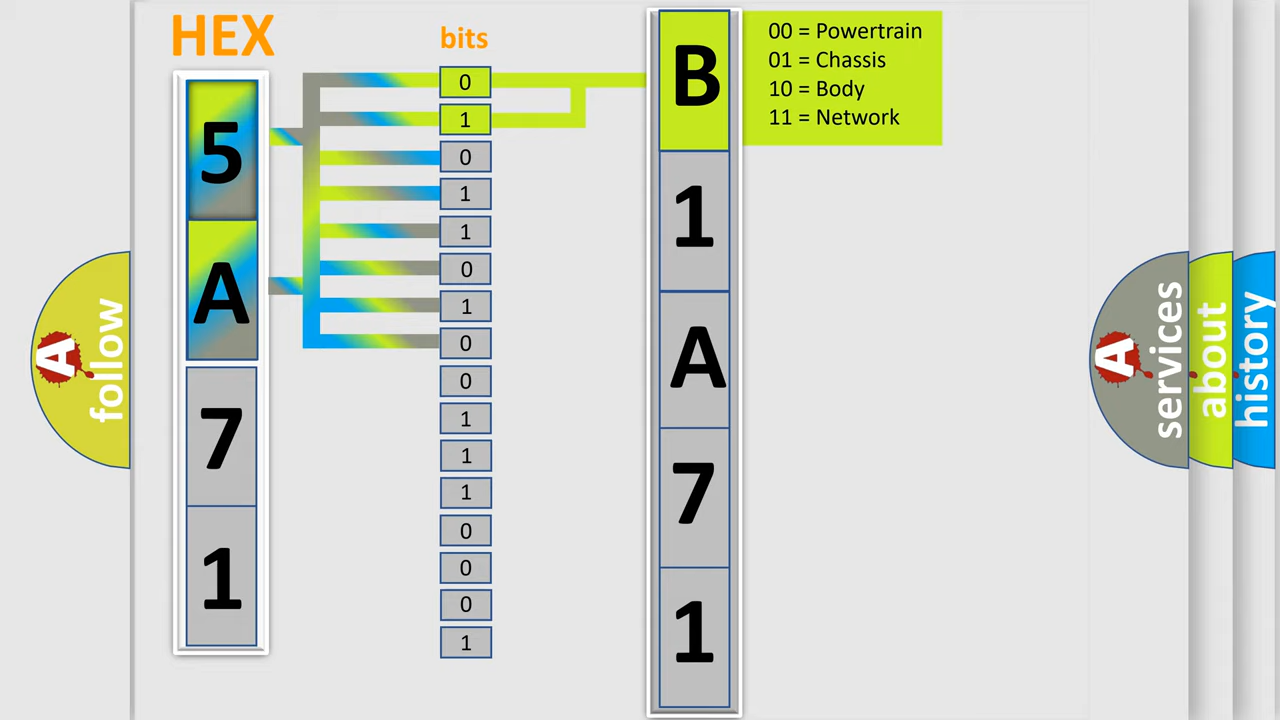 HEX
bits
5
A
7
1
0
1
0
1
1
0
1
0
0
1
1
1
0
0
0
1
B
1
A
7
1
00 = Powertrain
01 = Chassis
10 = Body
11 = Network
A follow
A services
about
history